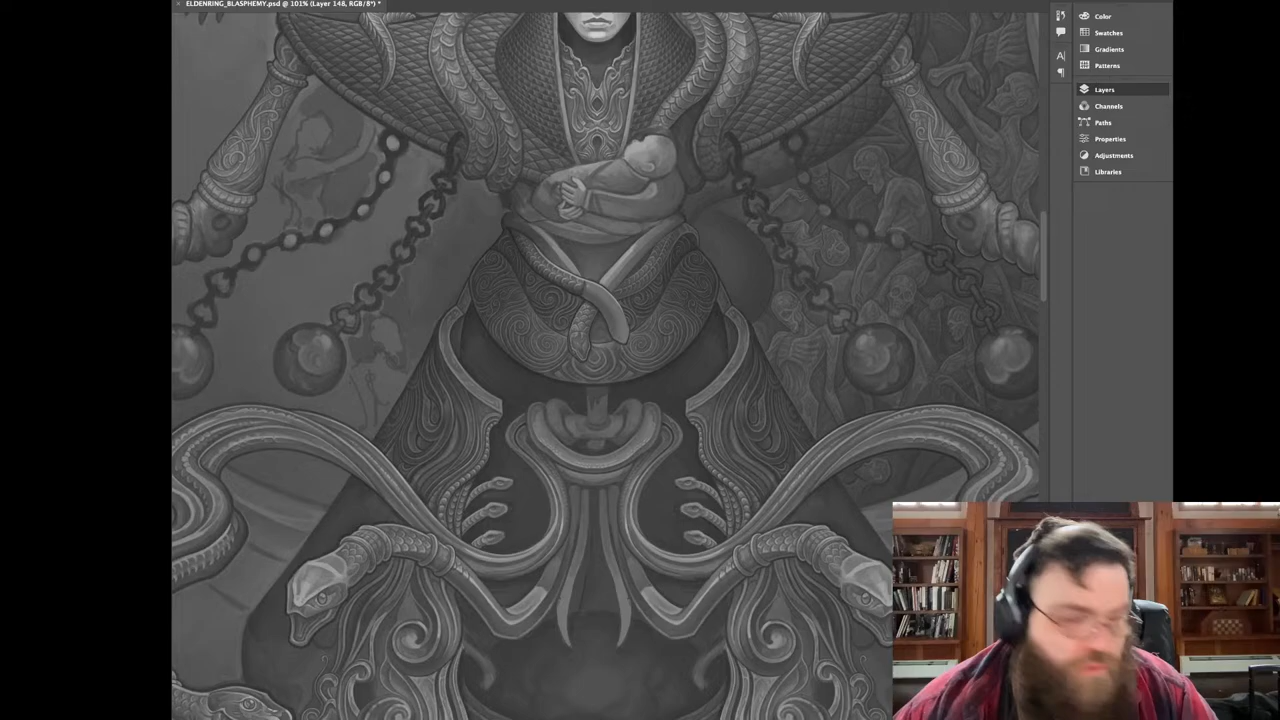 × ELDENRING_BLASPHEMY.psd @ 101% (Layer 148, RGB/8*) *
Color
Swatches
Gradients
Patterns
Layers
Channels
Paths
Properties
Adjustments
Libraries